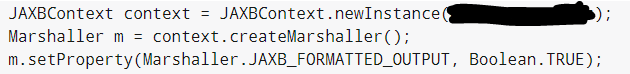 JAXBContext context = JAXBContext.newInstance( );
Marshaller m = context.createMarshaller();
m.setProperty(Marshaller.JAXB_FORMATTED_OUTPUT, Boolean.TRUE);